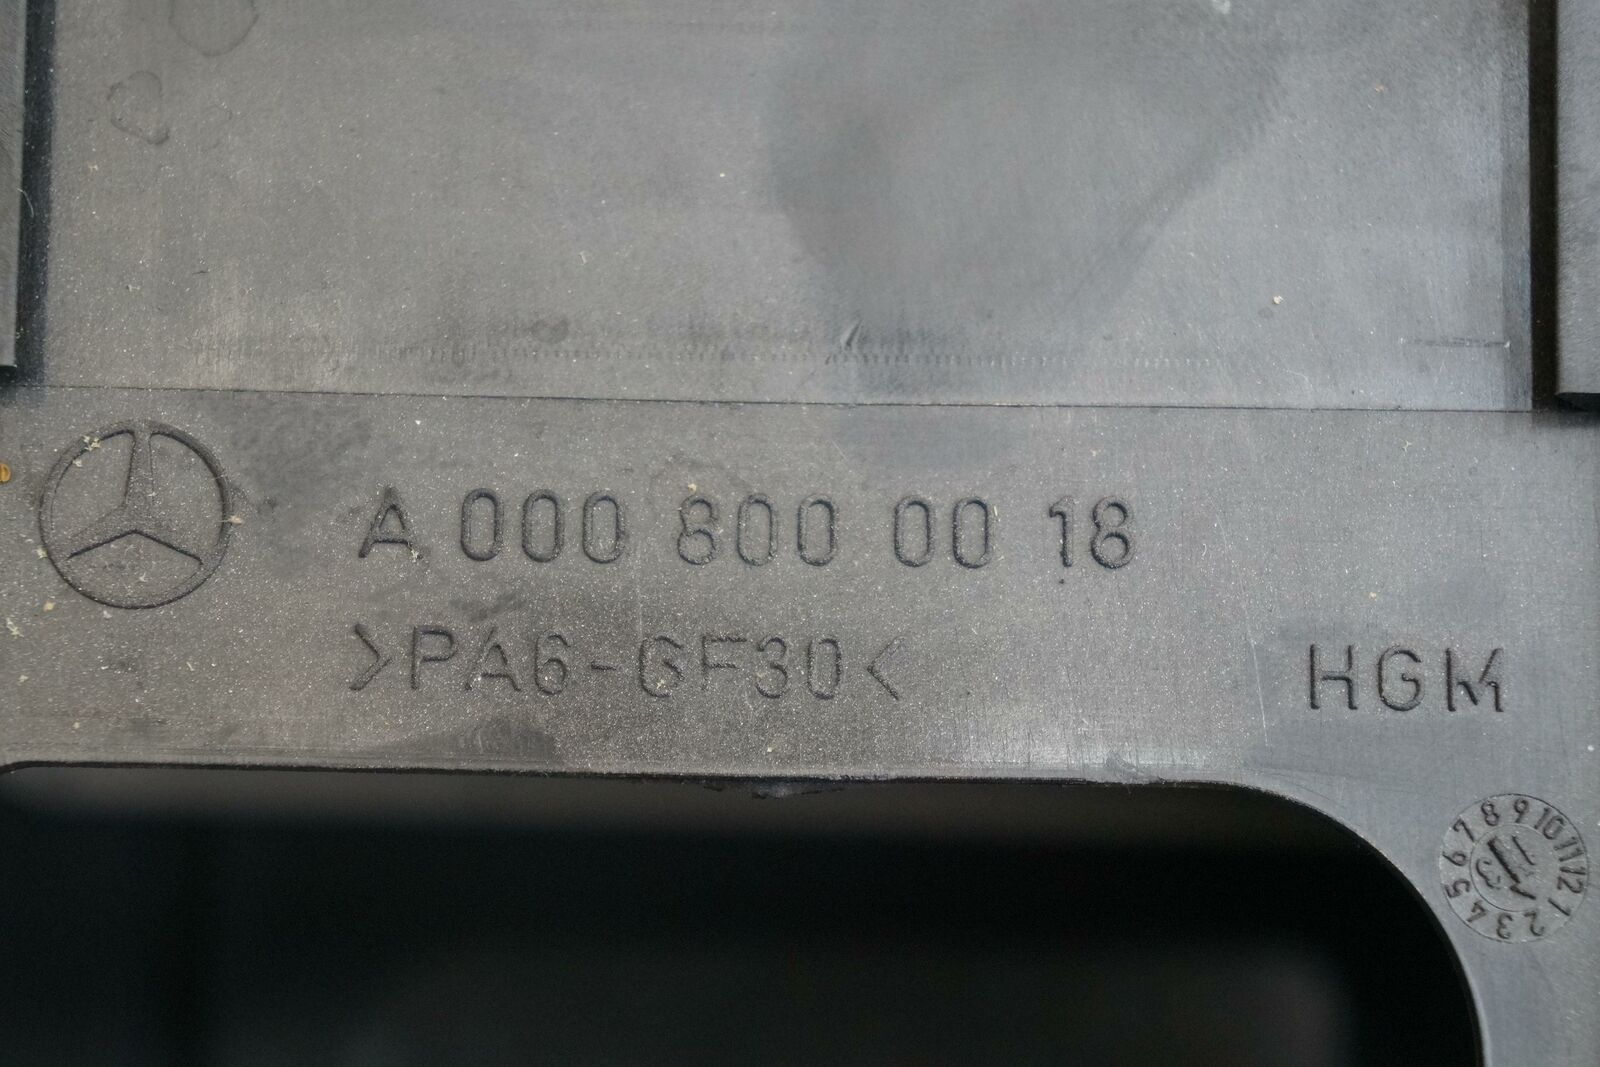 A 000 800 00 18
>PA6-GF30<
HGM
1 2 3 4 5 6 7 8 9 10 11 12
13